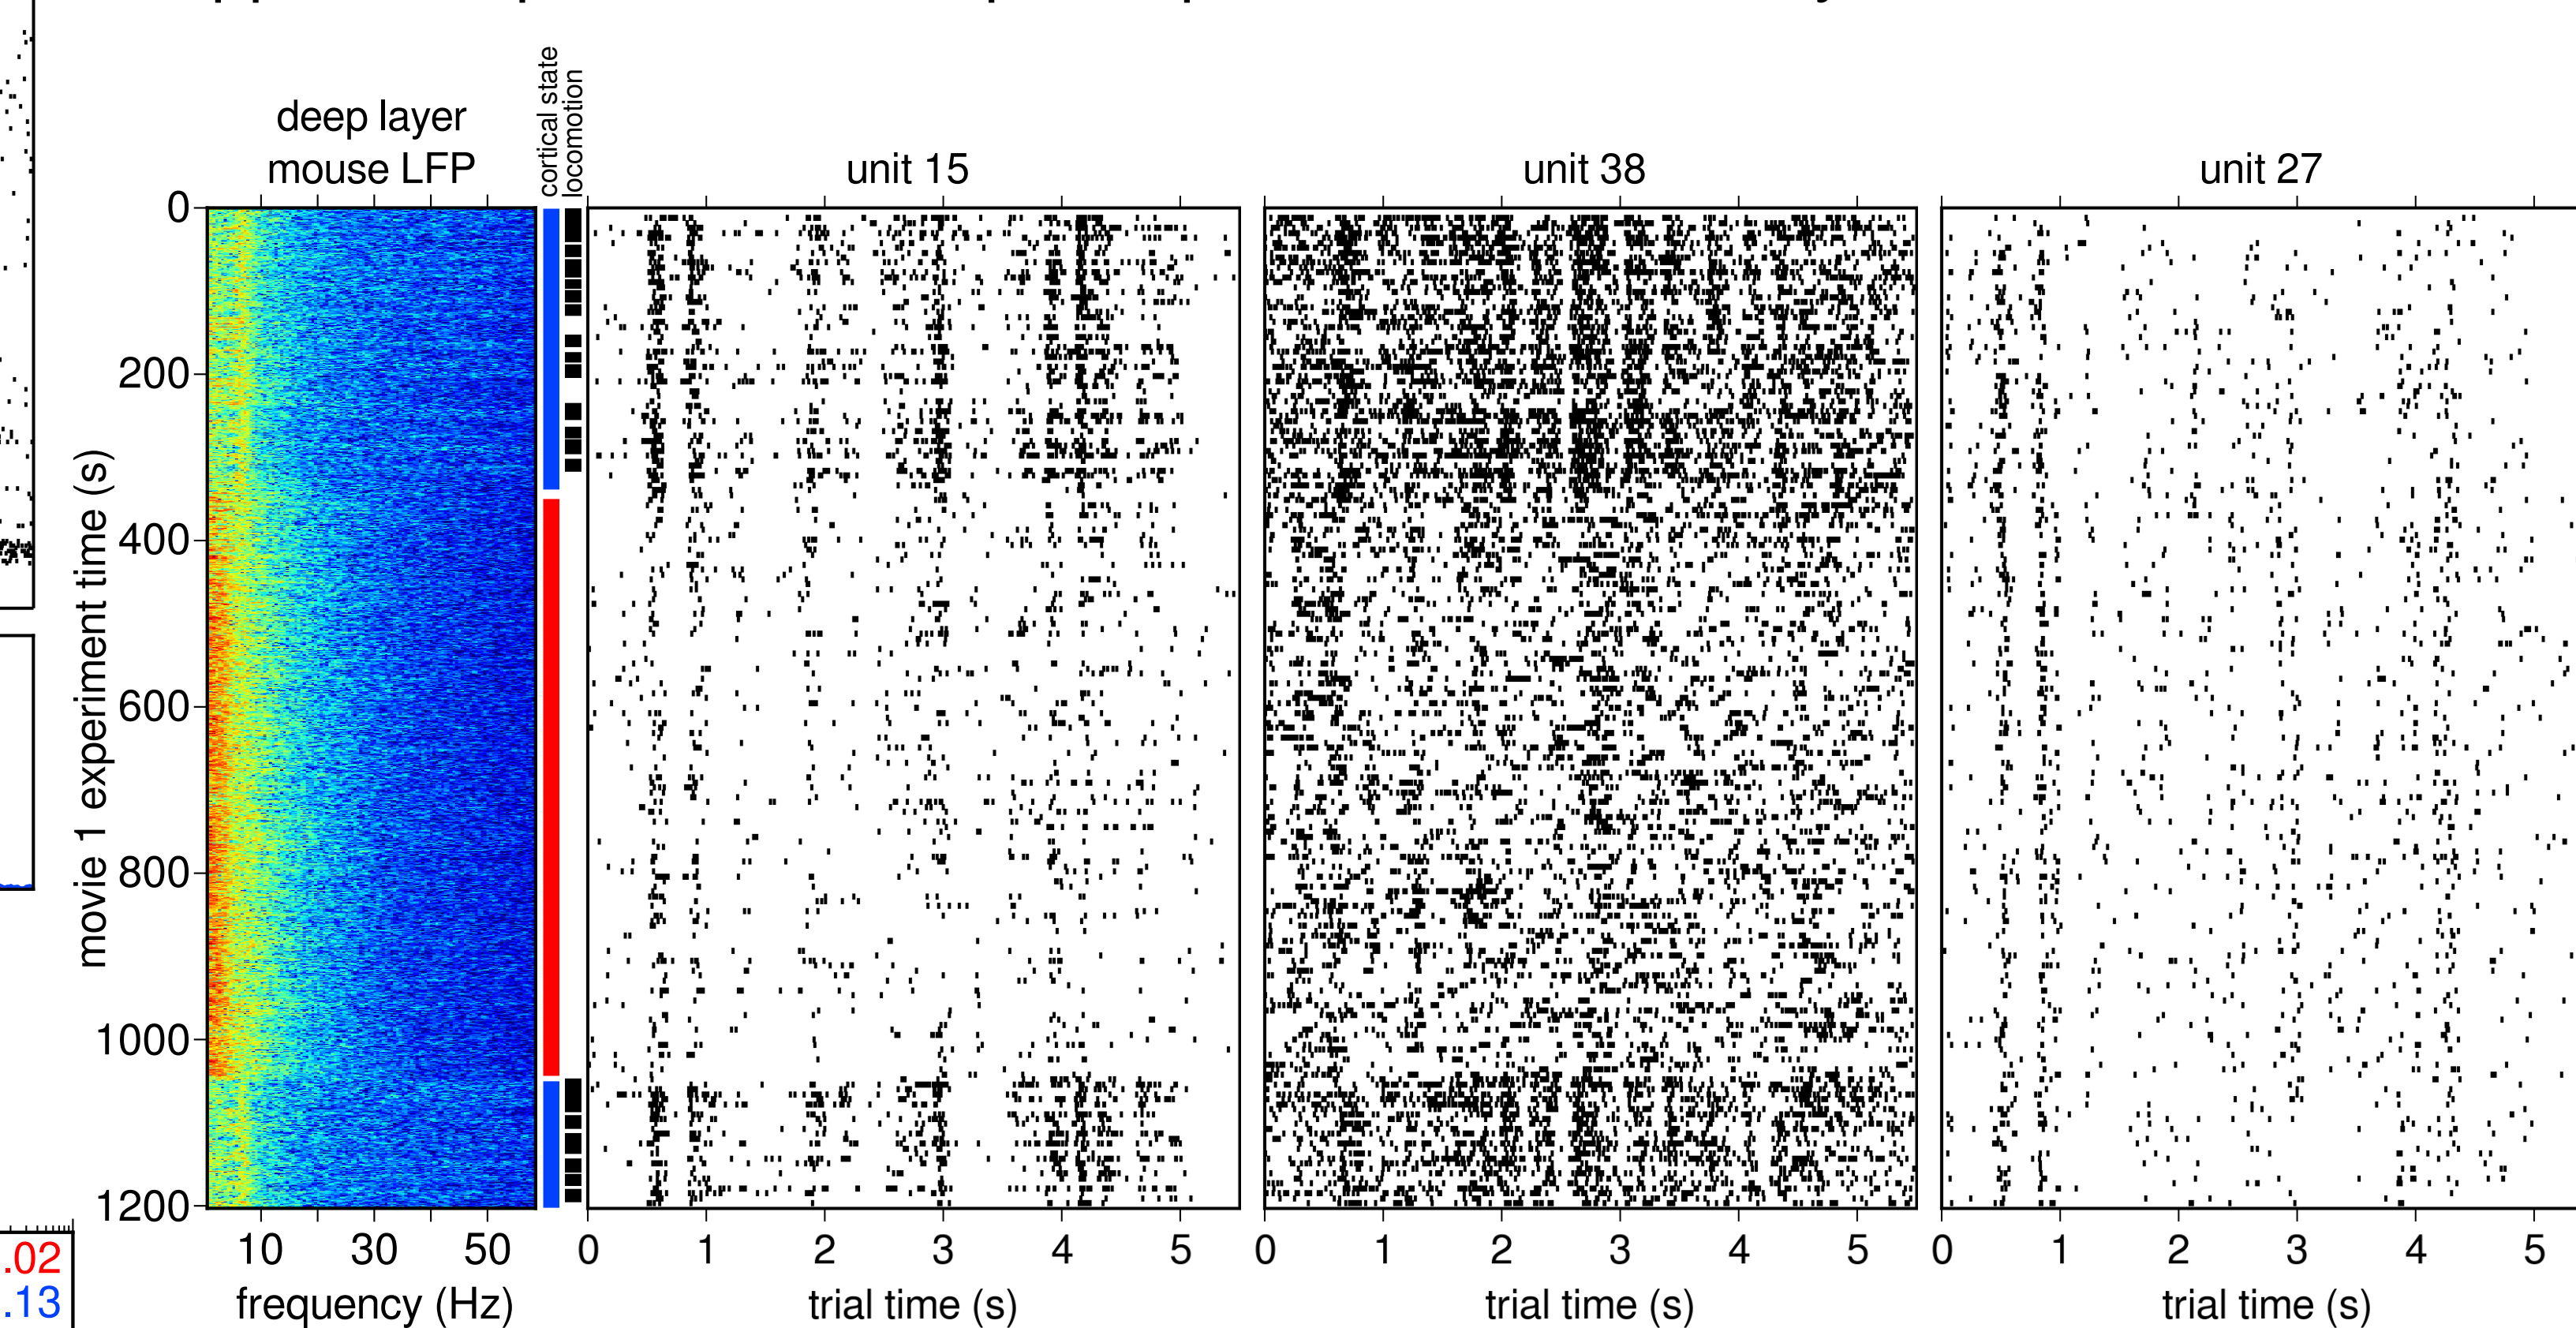 cortical state
locomotion
deep layer
mouse LFP
unit 15
unit 38
unit 27
movie 1 experiment time (s)
0
200
400
600
800
1000
1200
10 30 50
0 1 2 3 4 5
0 1 2 3 4 5
0 1 2 3 4 5
frequency (Hz)
trial time (s)
trial time (s)
trial time (s)
.02
.13